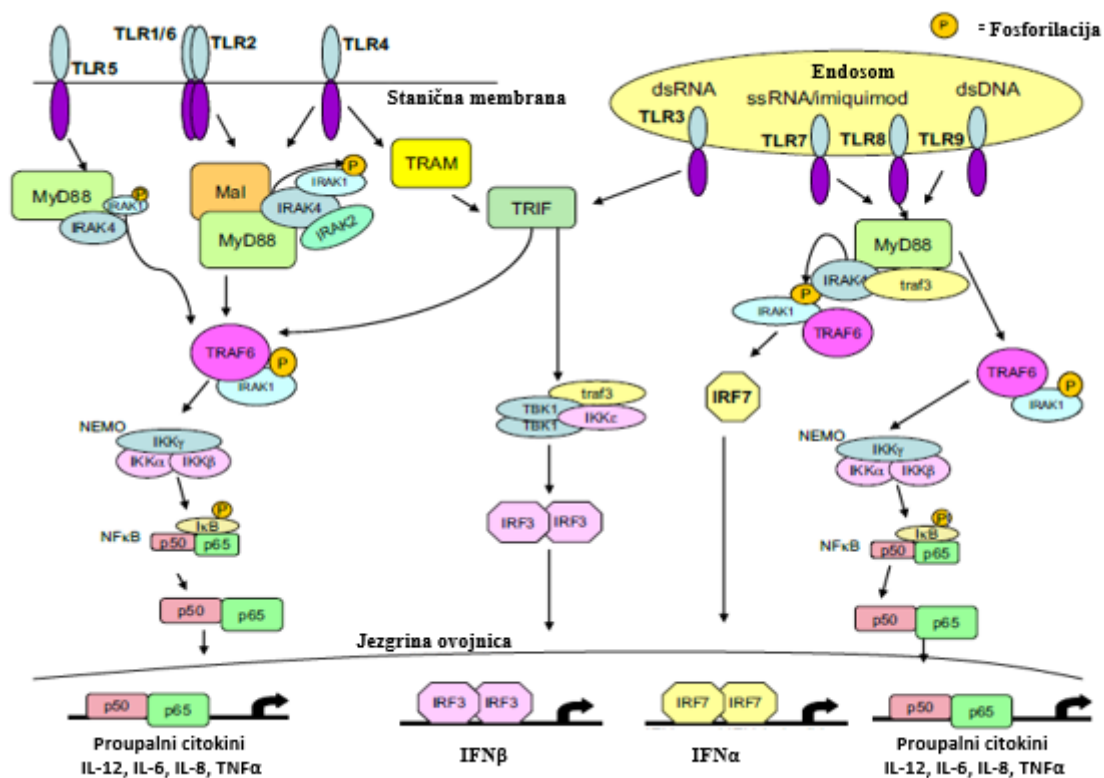 TLR1/6
TLR2
TLR4
TLR5
P = Fosforilacija
Stanična membrana
Endosom
dsRNA
ssRNA/imiquimod
dsDNA
TLR3
TLR7
TLR8
TLR9
MyD88
P
IRAK1
IRAK4
Mal
MyD88
P
IRAK1
IRAK4
IRAK2
TRAM
TRIF
MyD88
IRAK4
traf3
P
IRAK1
TRAF6
TRAF6
P
IRAK1
traf3
TBK1
TBK1
IKKε
IRF7
TRAF6
P
IRAK1
NEMO
IKKγ
IKKα
IKKβ
NEMO
IKKγ
IKKα
IKKβ
P
IκB
NFκB
p50
p65
IRF3
IRF3
P
IκB
NFκB
p50
p65
p50
p65
p50
p65
Jezgrina ovojnica
p50
p65
IRF3
IRF3
IRF7
IRF7
p50
p65
Proupalni citokini
IL-12, IL-6, IL-8, TNFα
IFNβ
IFNα
Proupalni citokini
IL-12, IL-6, IL-8, TNFα